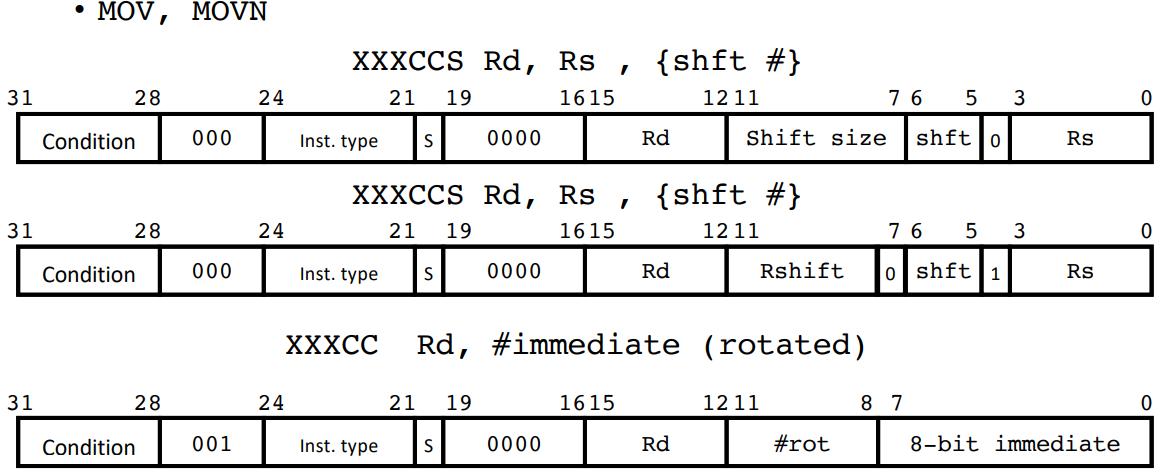 • MOV, MOVN
XXXCCS Rd, Rs , {shft #}
31 28 24 21 19 16 15 12 11 7 6 5 3 0
Condition 000 Inst. type S 0000 Rd Shift size shft 0 Rs
XXXCCS Rd, Rs , {shft #}
31 28 24 21 19 16 15 12 11 7 6 5 3 0
Condition 000 Inst. type S 0000 Rd Rshift 0 shft 1 Rs
XXXCC Rd, #immediate (rotated)
31 28 24 21 19 16 15 12 11 8 7 0
Condition 001 Inst. type S 0000 Rd #rot 8-bit immediate